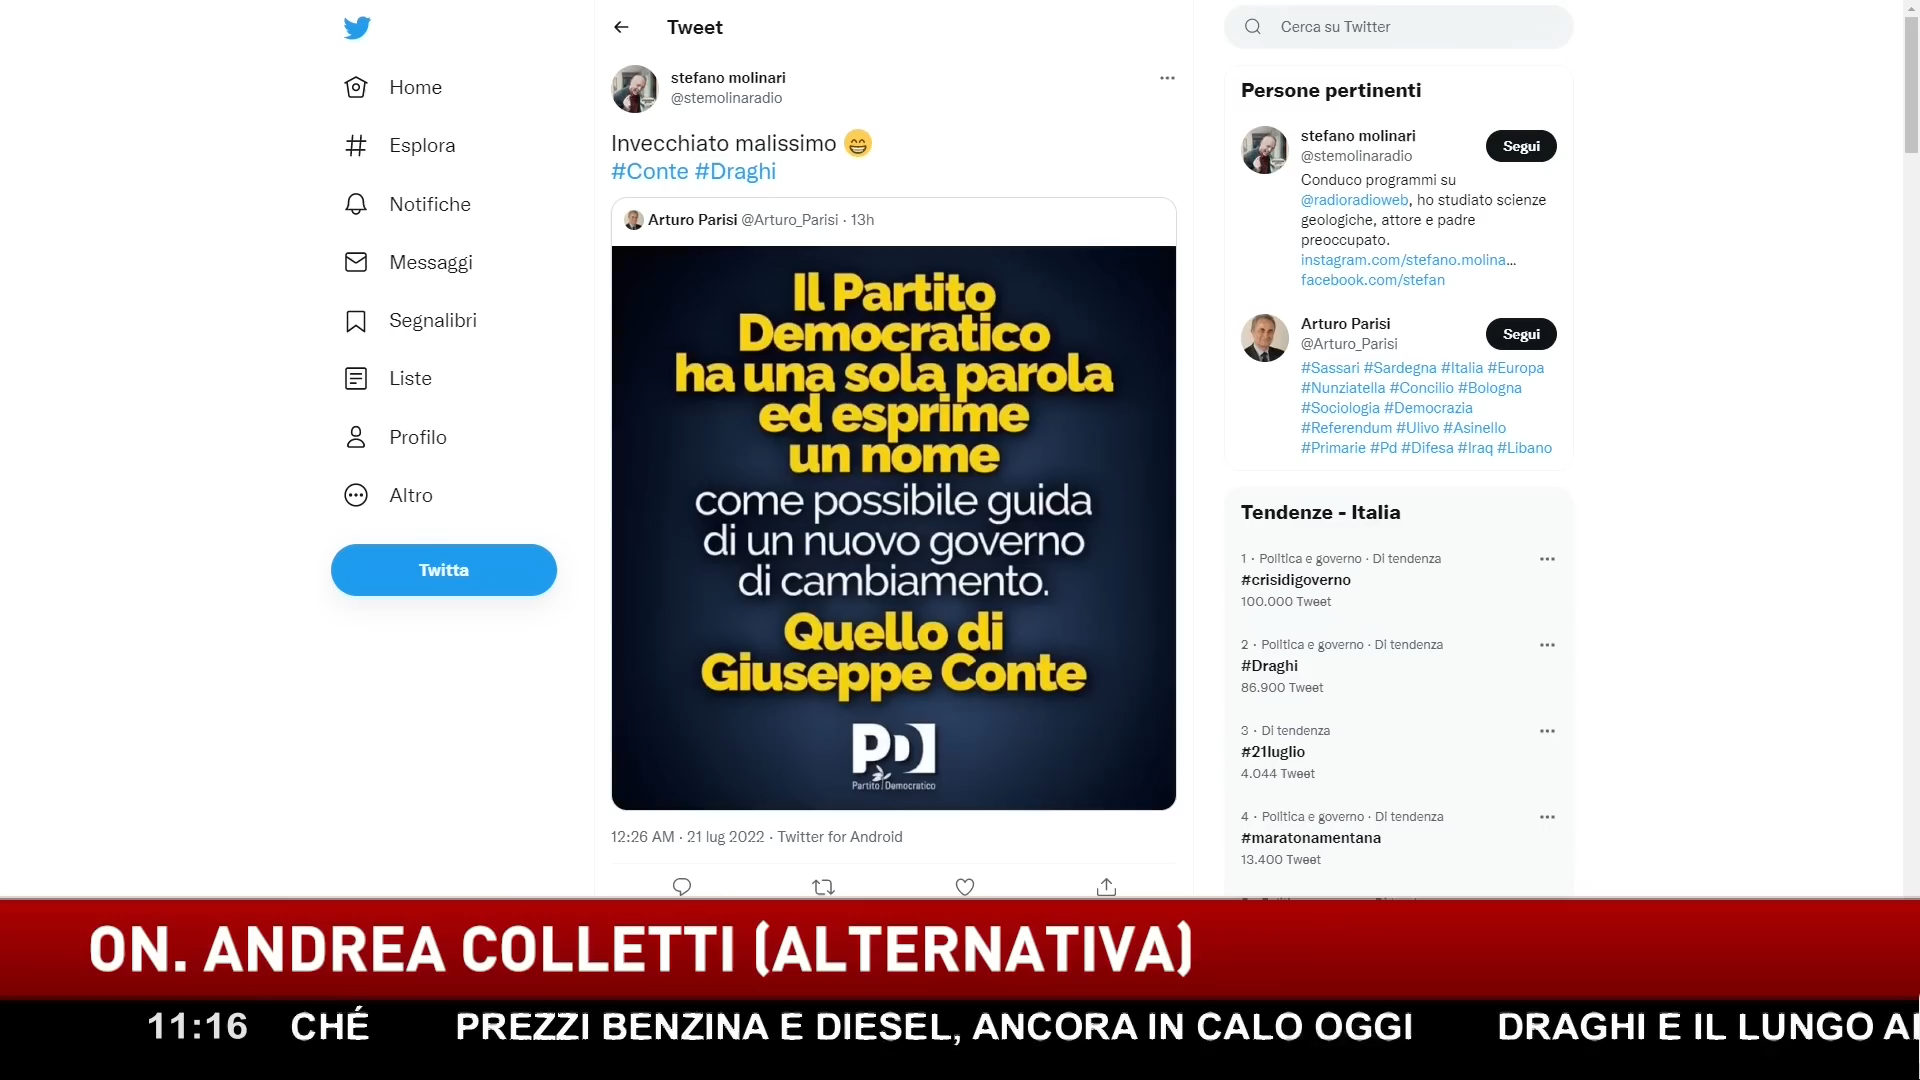 Home
Esplora
Notifiche
Messaggi
Segnalibri
Liste
Profilo
Altro
Twitta
Tweet
stefano molinari
@stemolinaradio
Invecchiato malissimo 😁
#Conte #Draghi
Arturo Parisi @Arturo_Parisi · 13h
Il Partito
Democratico
ha una sola parola
ed esprime
un nome
come possibile guida
di un nuovo governo
di cambiamento.
Quello di
Giuseppe Conte
PD
Partito Democratico
12:26 AM · 21 lug 2022 · Twitter for Android
Cerca su Twitter
Persone pertinenti
stefano molinari
@stemolinaradio
Segui
Conduco programmi su
@radioradioweb, ho studiato scienze
geologiche, attore e padre
preoccupato.
instagram.com/stefano.molina…
facebook.com/stefan
Arturo Parisi
@Arturo_Parisi
Segui
#Sassari #Sardegna #Italia #Europa
#Nunziatella #Concilio #Bologna
#Sociologia #Democrazia
#Referendum #Ulivo #Asinello
#Primarie #Pd #Difesa #Iraq #Libano
Tendenze - Italia
1 · Politica e governo · Di tendenza
#crisidigoverno
100.000 Tweet
2 · Politica e governo · Di tendenza
#Draghi
86.900 Tweet
3 · Di tendenza
#21luglio
4.044 Tweet
4 · Politica e governo · Di tendenza
#maratonamentana
13.400 Tweet
ON. ANDREA COLLETTI (ALTERNATIVA)
11:16 CHÉ PREZZI BENZINA E DIESEL, ANCORA IN CALO OGGI DRAGHI E IL LUNGO